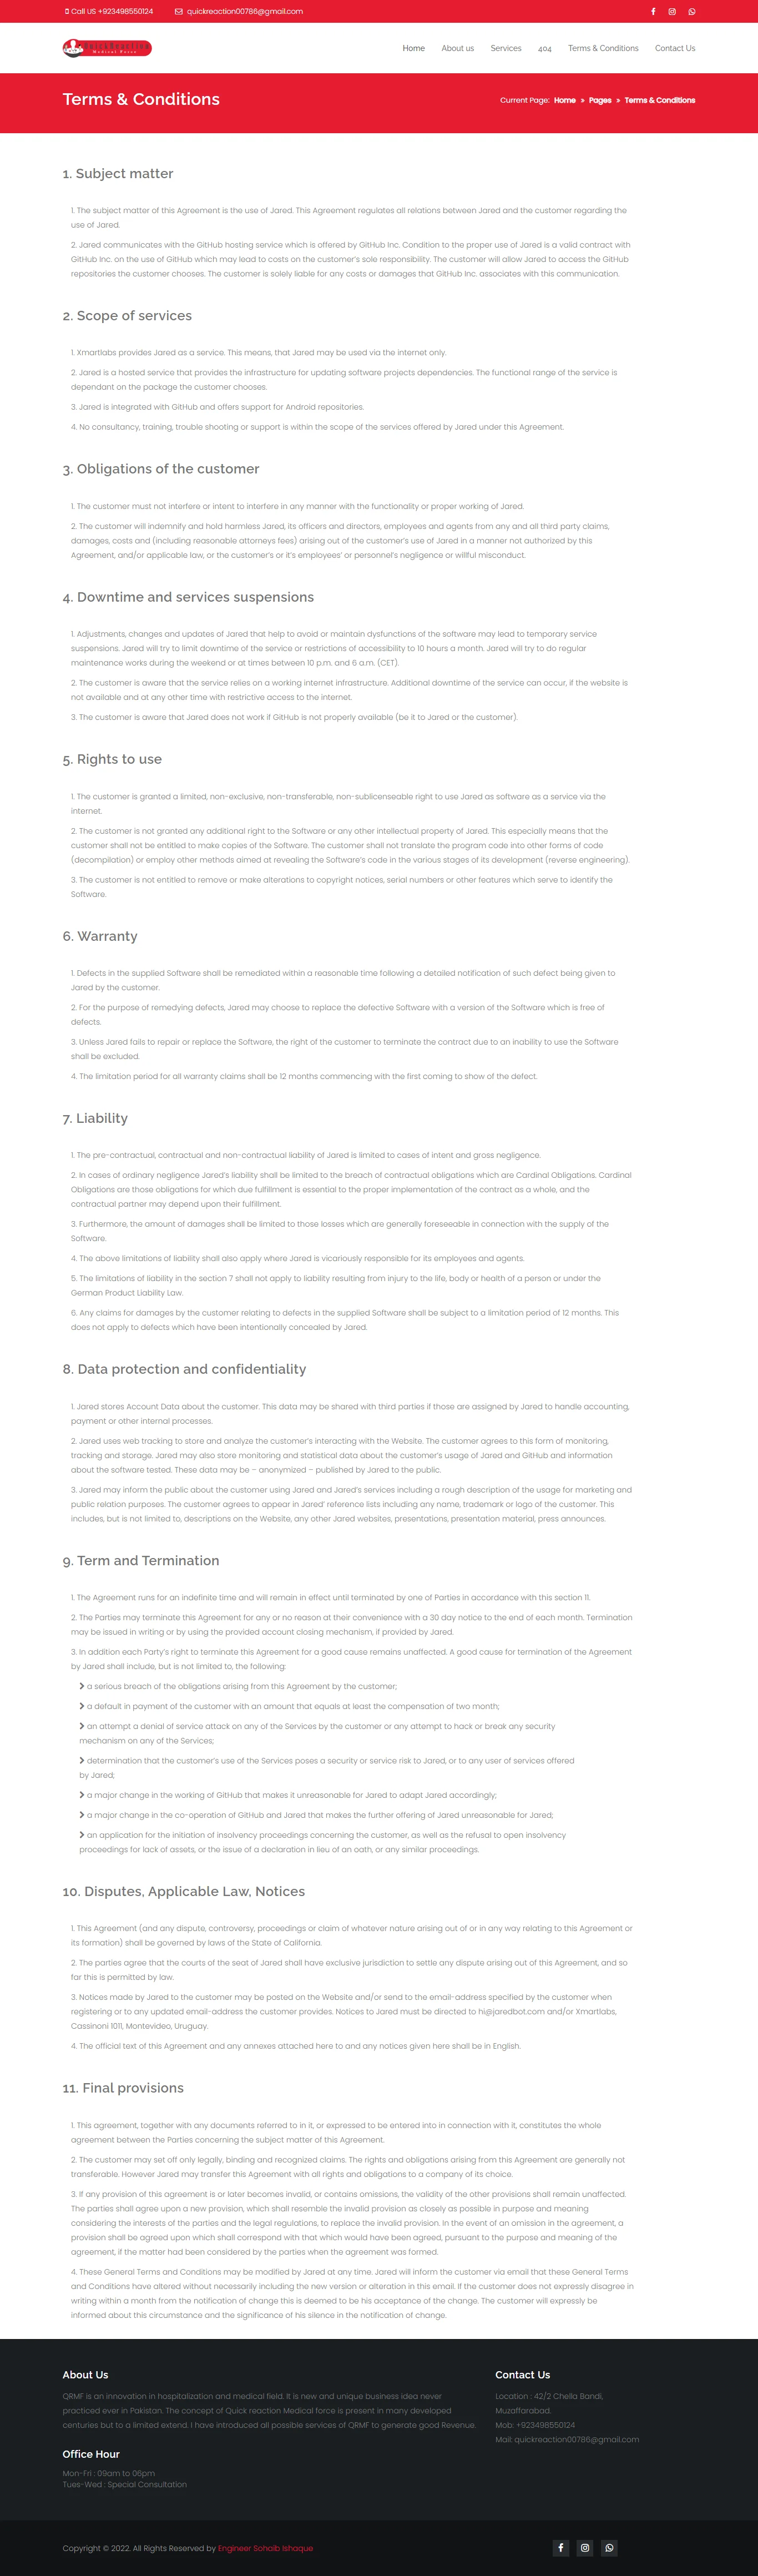 Call US +923498550124 quickreaction00786@gmail.com
QuickReaction
Medical Force
Home About us Services 404 Terms & Conditions Contact Us
Terms & Conditions
Current Page: Home » Pages » Terms & Conditions
1. Subject matter
1. The subject matter of this Agreement is the use of Jared. This Agreement regulates all relations between Jared and the customer regarding the
use of Jared.
2. Jared communicates with the GitHub hosting service which is offered by GitHub Inc. Condition to the proper use of Jared is a valid contract with
GitHub Inc. on the use of GitHub which may lead to costs on the customer's sole responsibility. The customer will allow Jared to access the GitHub
repositories the customer chooses. The customer is solely liable for any costs or damages that GitHub Inc. associates with this communication.
2. Scope of services
1. Xmartlabs provides Jared as a service. This means, that Jared may be used via the internet only.
2. Jared is a hosted service that provides the infrastructure for updating software projects dependencies. The functional range of the service is
dependant on the package the customer chooses.
3. Jared is integrated with GitHub and offers support for Android repositories.
4. No consultancy, training, trouble shooting or support is within the scope of the services offered by Jared under this Agreement.
3. Obligations of the customer
1. The customer must not interfere or intent to interfere in any manner with the functionality or proper working of Jared.
2. The customer will indemnify and hold harmless Jared, its officers and directors, employees and agents from any and all third party claims,
damages, costs and (including reasonable attorneys fees) arising out of the customer's use of Jared in a manner not authorized by this
Agreement, and/or applicable law, or the customer's or it's employees' or personnel's negligence or willful misconduct.
4. Downtime and services suspensions
1. Adjustments, changes and updates of Jared that help to avoid or maintain dysfunctions of the software may lead to temporary service
suspensions. Jared will try to limit downtime of the service or restrictions of accessibility to 10 hours a month. Jared will try to do regular
maintenance works during the weekend or at times between 10 p.m. and 6 a.m. (CET).
2. The customer is aware that the service relies on a working internet infrastructure. Additional downtime of the service can occur, if the website is
not available and at any other time with restrictive access to the internet.
3. The customer is aware that Jared does not work if GitHub is not properly available (be it to Jared or the customer).
5. Rights to use
1. The customer is granted a limited, non-exclusive, non-transferable, non-sublicenseable right to use Jared as software as a service via the
internet.
2. The customer is not granted any additional right to the Software or any other intellectual property of Jared. This especially means that the
customer shall not be entitled to make copies of the Software. The customer shall not translate the program code into other forms of code
(decompilation) or employ other methods aimed at revealing the Software's code in the various stages of its development (reverse engineering).
3. The customer is not entitled to remove or make alterations to copyright notices, serial numbers or other features which serve to identify the
Software.
6. Warranty
1. Defects in the supplied Software shall be remediated within a reasonable time following a detailed notification of such defect being given to
Jared by the customer.
2. For the purpose of remedying defects, Jared may choose to replace the defective Software with a version of the Software which is free of
defects.
3. Unless Jared fails to repair or replace the Software, the right of the customer to terminate the contract due to an inability to use the Software
shall be excluded.
4. The limitation period for all warranty claims shall be 12 months commencing with the first coming to show of the defect.
7. Liability
1. The pre-contractual, contractual and non-contractual liability of Jared is limited to cases of intent and gross negligence.
2. In cases of ordinary negligence Jared's liability shall be limited to the breach of contractual obligations which are Cardinal Obligations. Cardinal
Obligations are those obligations for which due fulfillment is essential to the proper implementation of the contract as a whole, and the
contractual partner may depend upon their fulfillment.
3. Furthermore, the amount of damages shall be limited to those losses which are generally foreseeable in connection with the supply of the
Software.
4. The above limitations of liability shall also apply where Jared is vicariously responsible for its employees and agents.
5. The limitations of liability in the section 7 shall not apply to liability resulting from injury to the life, body or health of a person or under the
German Product Liability Law.
6. Any claims for damages by the customer relating to defects in the supplied Software shall be subject to a limitation period of 12 months. This
does not apply to defects which have been intentionally concealed by Jared.
8. Data protection and confidentiality
1. Jared stores Account Data about the customer. This data may be shared with third parties if those are assigned by Jared to handle accounting,
payment or other internal processes.
2. Jared uses web tracking to store and analyze the customer's interacting with the Website. The customer agrees to this form of monitoring,
tracking and storage. Jared may also store monitoring and statistical data about the customer's usage of Jared and GitHub and information
about the software tested. These data may be – anonymized – published by Jared to the public.
3. Jared may inform the public about the customer using Jared and Jared's services including a rough description of the usage for marketing and
public relation purposes. The customer agrees to appear in Jared' reference lists including any name, trademark or logo of the customer. This
includes, but is not limited to, descriptions on the Website, any other Jared websites, presentations, presentation material, press announces.
9. Term and Termination
1. The Agreement runs for an indefinite time and will remain in effect until terminated by one of Parties in accordance with this section 11.
2. The Parties may terminate this Agreement for any or no reason at their convenience with a 30 day notice to the end of each month. Termination
may be issued in writing or by using the provided account closing mechanism, if provided by Jared.
3. In addition each Party's right to terminate this Agreement for a good cause remains unaffected. A good cause for termination of the Agreement
by Jared shall include, but is not limited to, the following:
a serious breach of the obligations arising from this Agreement by the customer;
a default in payment of the customer with an amount that equals at least the compensation of two month;
an attempt a denial of service attack on any of the Services by the customer or any attempt to hack or break any security
mechanism on any of the Services;
determination that the customer's use of the Services poses a security or service risk to Jared, or to any user of services offered
by Jared;
a major change in the working of GitHub that makes it unreasonable for Jared to adapt Jared accordingly;
a major change in the co-operation of GitHub and Jared that makes the further offering of Jared unreasonable for Jared;
an application for the initiation of insolvency proceedings concerning the customer, as well as the refusal to open insolvency
proceedings for lack of assets, or the issue of a declaration in lieu of an oath, or any similar proceedings.
10. Disputes, Applicable Law, Notices
1. This Agreement (and any dispute, controversy, proceedings or claim of whatever nature arising out of or in any way relating to this Agreement or
its formation) shall be governed by laws of the State of California.
2. The parties agree that the courts of the seat of Jared shall have exclusive jurisdiction to settle any dispute arising out of this Agreement, and so
far this is permitted by law.
3. Notices made by Jared to the customer may be posted on the Website and/or send to the email-address specified by the customer when
registering or to any updated email-address the customer provides. Notices to Jared must be directed to hi@jaredbot.com and/or Xmartlabs,
Cassinoni 1011, Montevideo, Uruguay.
4. The official text of this Agreement and any annexes attached here to and any notices given here shall be in English.
11. Final provisions
1. This agreement, together with any documents referred to in it, or expressed to be entered into in connection with it, constitutes the whole
agreement between the Parties concerning the subject matter of this Agreement.
2. The customer may set off only legally, binding and recognized claims. The rights and obligations arising from this Agreement are generally not
transferable. However Jared may transfer this Agreement with all rights and obligations to a company of its choice.
3. If any provision of this agreement is or later becomes invalid, or contains omissions, the validity of the other provisions shall remain unaffected.
The parties shall agree upon a new provision, which shall resemble the invalid provision as closely as possible in purpose and meaning
considering the interests of the parties and the legal regulations, to replace the invalid provision. In the event of an omission in the agreement, a
provision shall be agreed upon which shall correspond with that which would have been agreed, pursuant to the purpose and meaning of the
agreement, if the matter had been considered by the parties when the agreement was formed.
4. These General Terms and Conditions may be modified by Jared at any time. Jared will inform the customer via email that these General Terms
and Conditions have altered without necessarily including the new version or alteration in this email. If the customer does not expressly disagree in
writing within a month from the notification of change this is deemed to be his acceptance of the change. The customer will expressly be
informed about this circumstance and the significance of his silence in the notification of change.
About Us
QRMF is an innovation in hospitalization and medical field. It is new and unique business idea never
practiced ever in Pakistan. The concept of Quick reaction Medical force is present in many developed
centuries but to a limited extend. I have introduced all possible services of QRMF to generate good Revenue.
Office Hour
Mon-Fri : 09am to 06pm
Tues-Wed : Special Consultation
Contact Us
Location : 42/2 Chella Bandi,
Muzaffarabad.
Mob: +923498550124
Mail: quickreaction00786@gmail.com
Copyright © 2022. All Rights Reserved by Engineer Sohaib Ishaque